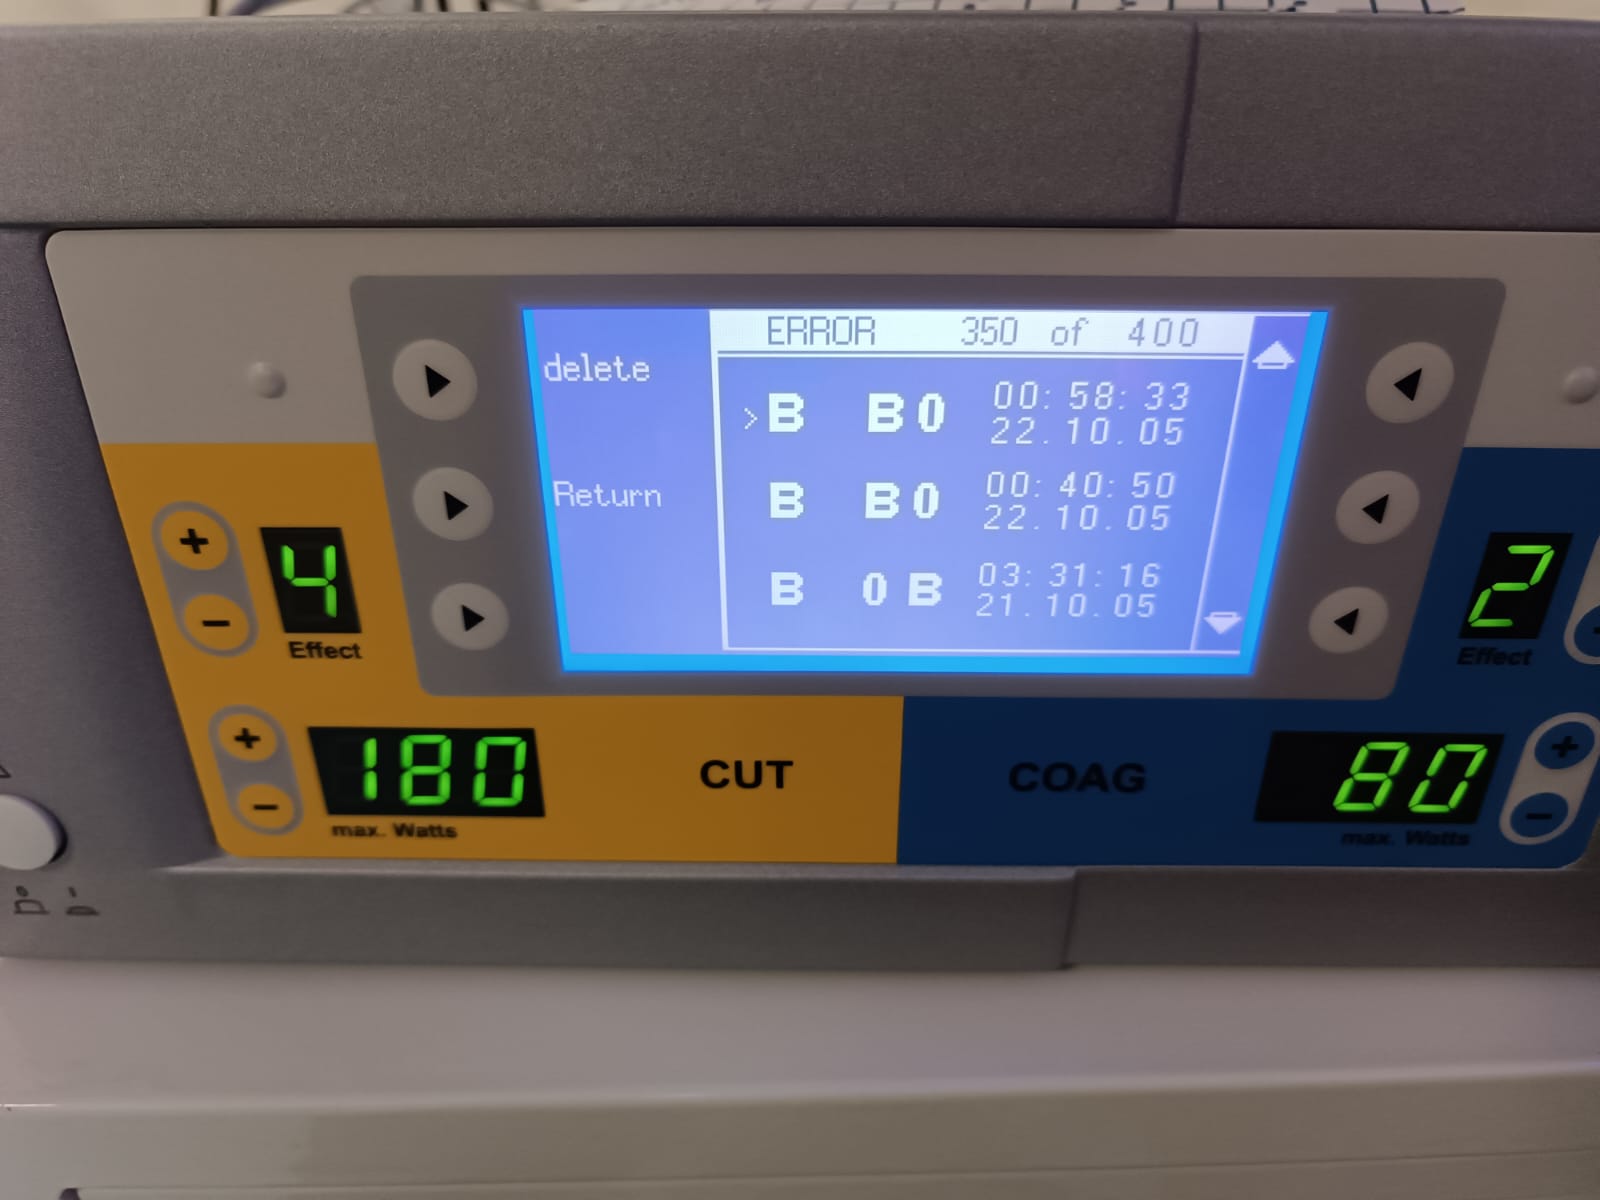 ERROR 350 of 400
delete
>B B0 00:58:33
22.10.05
Return
B B0 00:40:50
22.10.05
B 0B 03:31:16
21.10.05
4
Effect
2
Effect
180
max. Watts
CUT
COAG
80
max. Watts